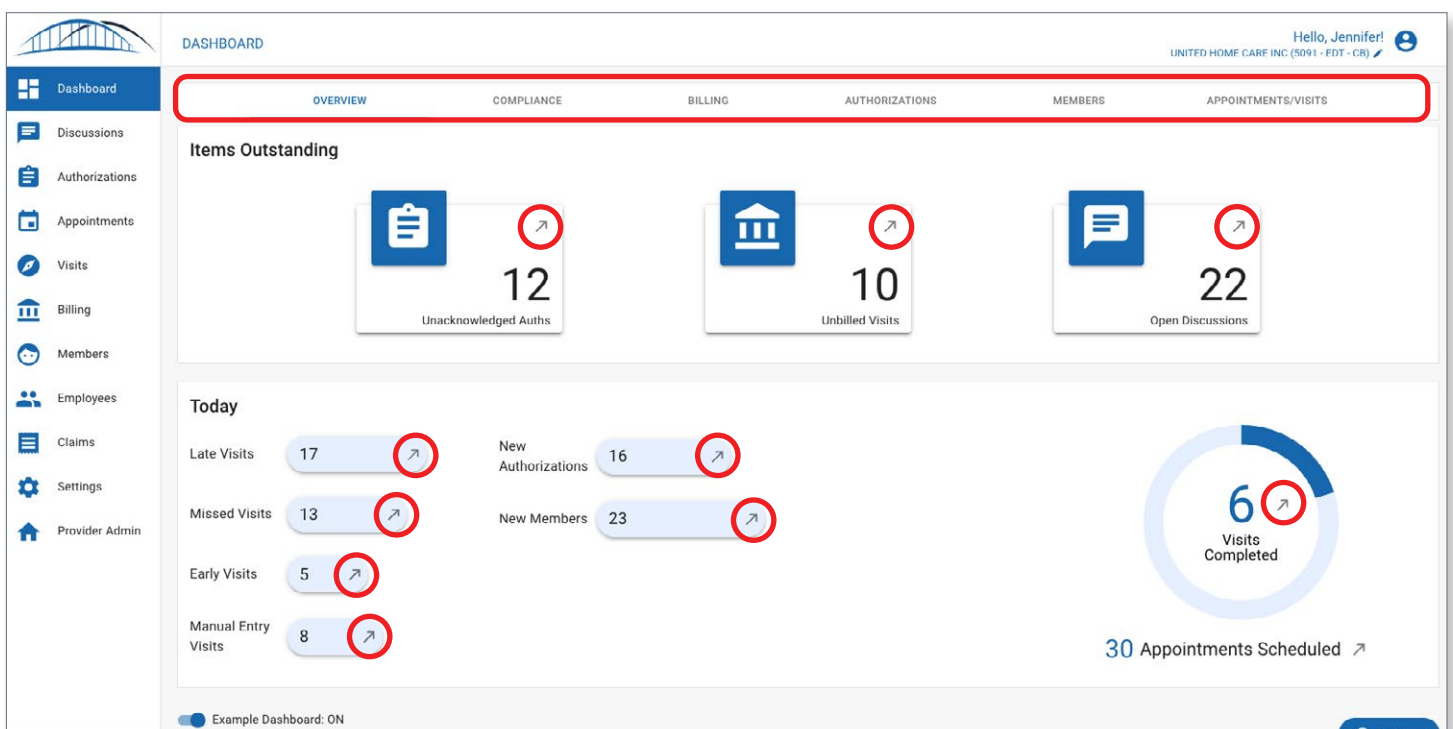 DASHBOARD
Hello, Jennifer!
UNITED HOME CARE INC (5091 - EDT - CB)
Dashboard
Discussions
Authorizations
Appointments
Visits
Billing
Members
Employees
Claims
Settings
Provider Admin
OVERVIEW COMPLIANCE BILLING AUTHORIZATIONS MEMBERS APPOINTMENTS/VISITS
Items Outstanding
12
Unacknowledged Auths
10
Unbilled Visits
22
Open Discussions
Today
Late Visits 17
Missed Visits 13
Early Visits 5
Manual Entry
Visits
8
New
Authorizations
16
New Members 23
6
Visits
Completed
30 Appointments Scheduled
Example Dashboard: ON